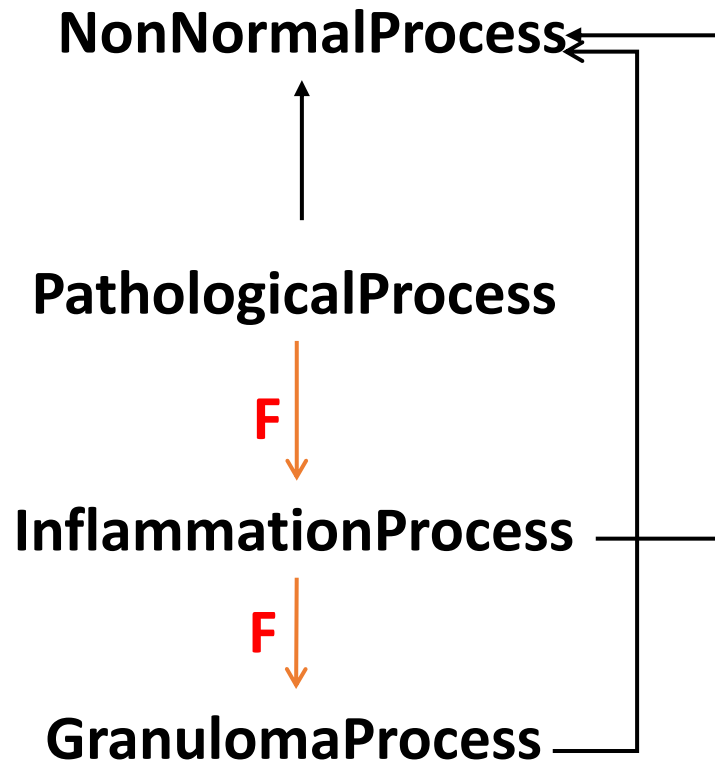 NonNormalProcess
PathologicalProcess
F
InflammationProcess
F
GranulomaProcess